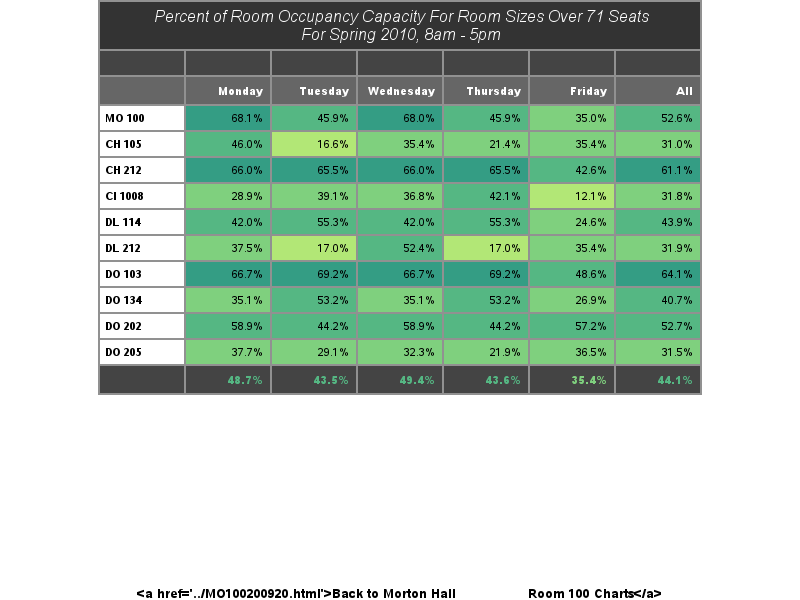 Percent of Room Occupancy Capacity For Room Sizes Over 71 Seats
For Spring 2010, 8am - 5pm
Monday Tuesday Wednesday Thursday Friday All
MO 100 68.1% 45.9% 68.0% 45.9% 35.0% 52.6%
CH 105 46.0% 16.6% 35.4% 21.4% 35.4% 31.0%
CH 212 66.0% 65.5% 66.0% 65.5% 42.6% 61.1%
CI 1008 28.9% 39.1% 36.8% 42.1% 12.1% 31.8%
DL 114 42.0% 55.3% 42.0% 55.3% 24.6% 43.9%
DL 212 37.5% 17.0% 52.4% 17.0% 35.4% 31.9%
DO 103 66.7% 69.2% 66.7% 69.2% 48.6% 64.1%
DO 134 35.1% 53.2% 35.1% 53.2% 26.9% 40.7%
DO 202 58.9% 44.2% 58.9% 44.2% 57.2% 52.7%
DO 205 37.7% 29.1% 32.3% 21.9% 36.5% 31.5%
48.7% 43.5% 49.4% 43.6% 35.4% 44.1%
<a href='../MO100200920.html'>Back to Morton Hall Room 100 Charts</a>